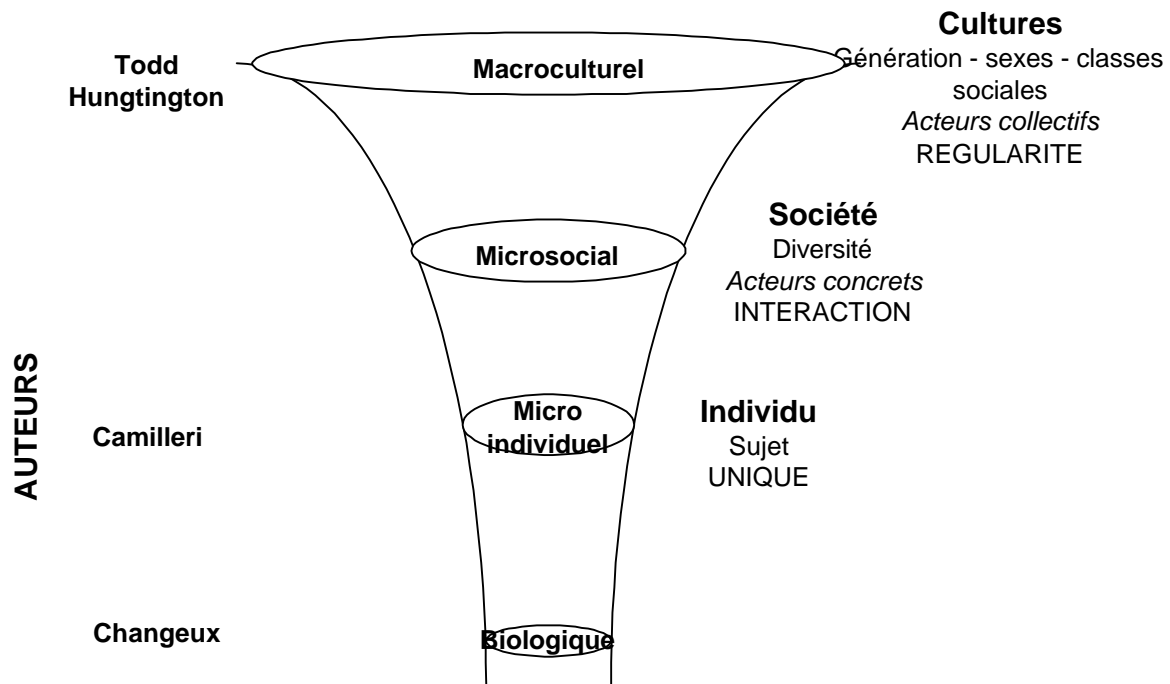 Cultures
Génération - sexes - classes
sociales
Acteurs collectifs
REGULARITE
Todd
Hungtington
Macroculturel
Société
Diversité
Acteurs concrets
INTERACTION
Microsocial
AUTEURS
Camilleri
Micro
individuel
Individu
Sujet
UNIQUE
Changeux
Biologique